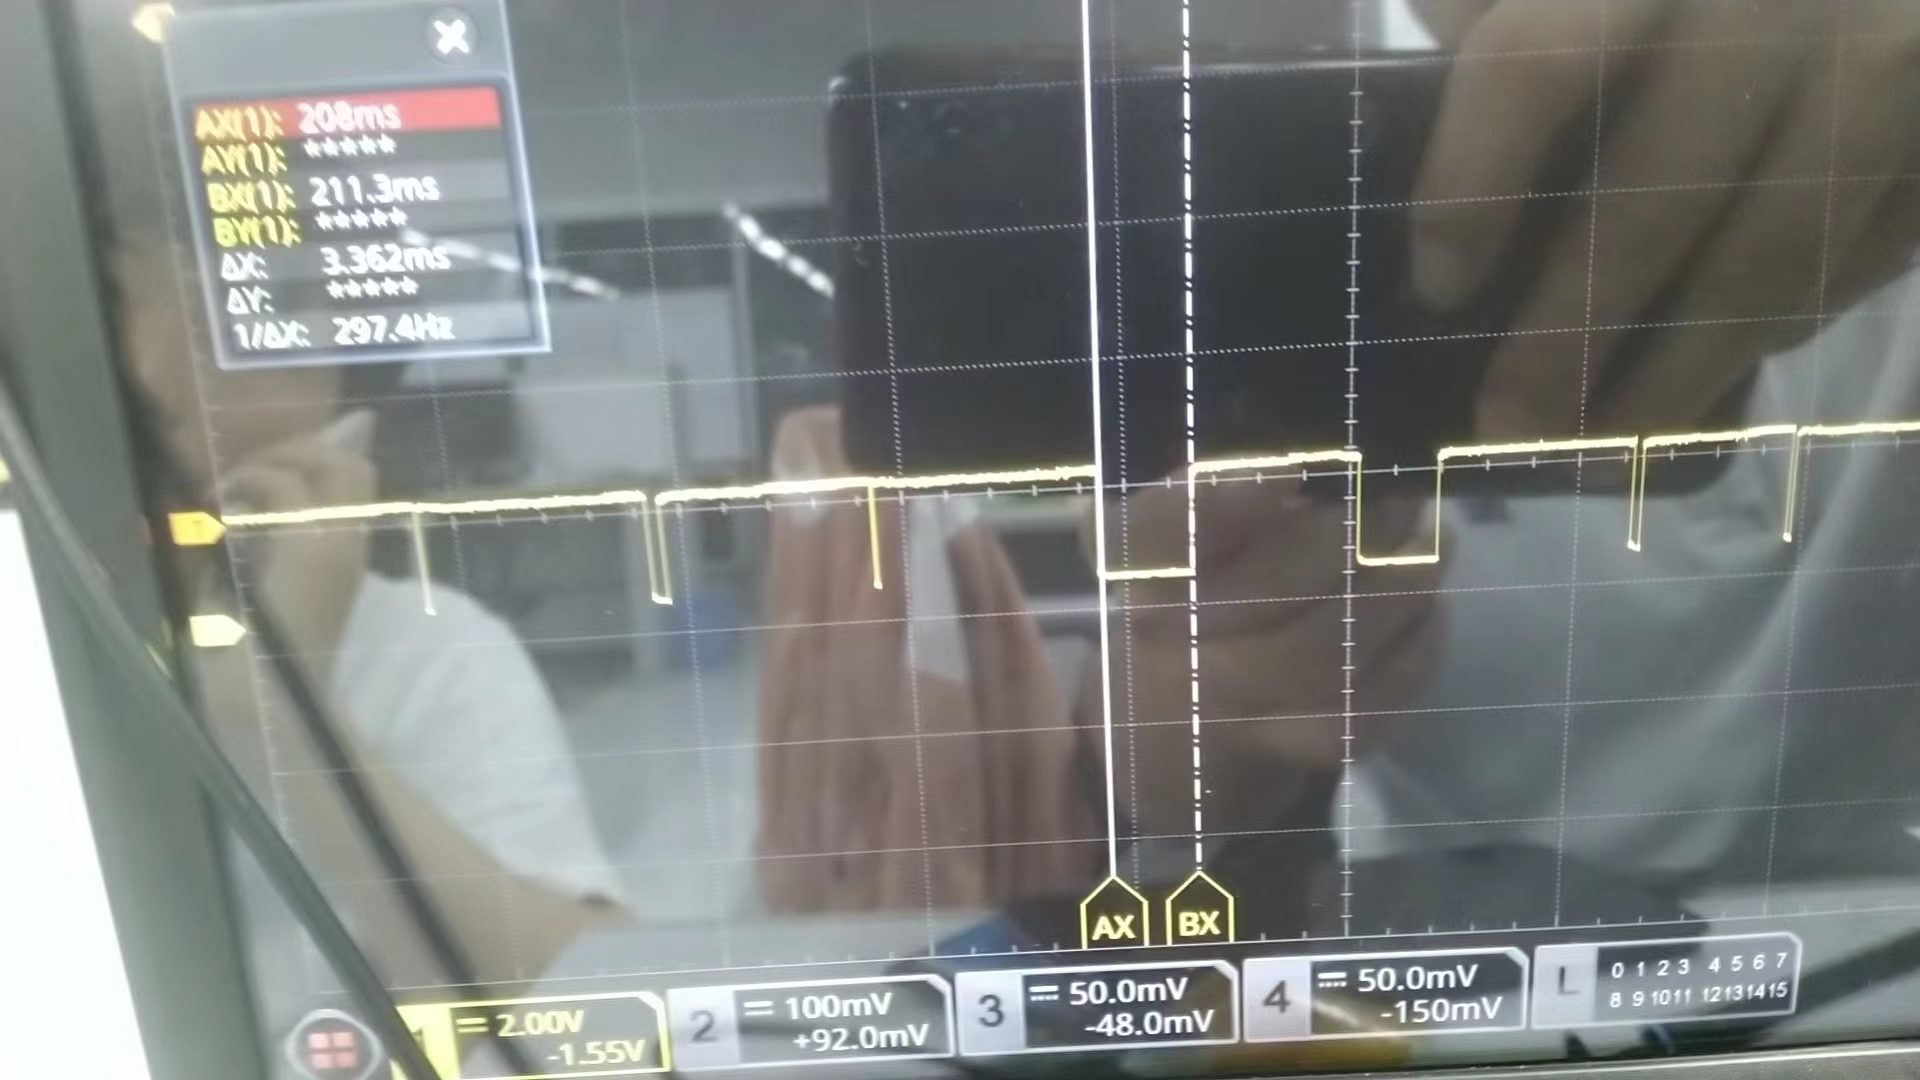 AX(1): 208ms
AY(1): *****
BX(1): 211.3ms
BY(1): *****
ΔX: 3.362ms
ΔY: *****
1/ΔX: 297.4Hz
T
AX BX
1 2.00V
-1.55V
2 100mV
+92.0mV
3 50.0mV
-48.0mV
4 50.0mV
-150mV
L 0 1 2 3 4 5 6 7
8 9 10 11 12 13 14 15